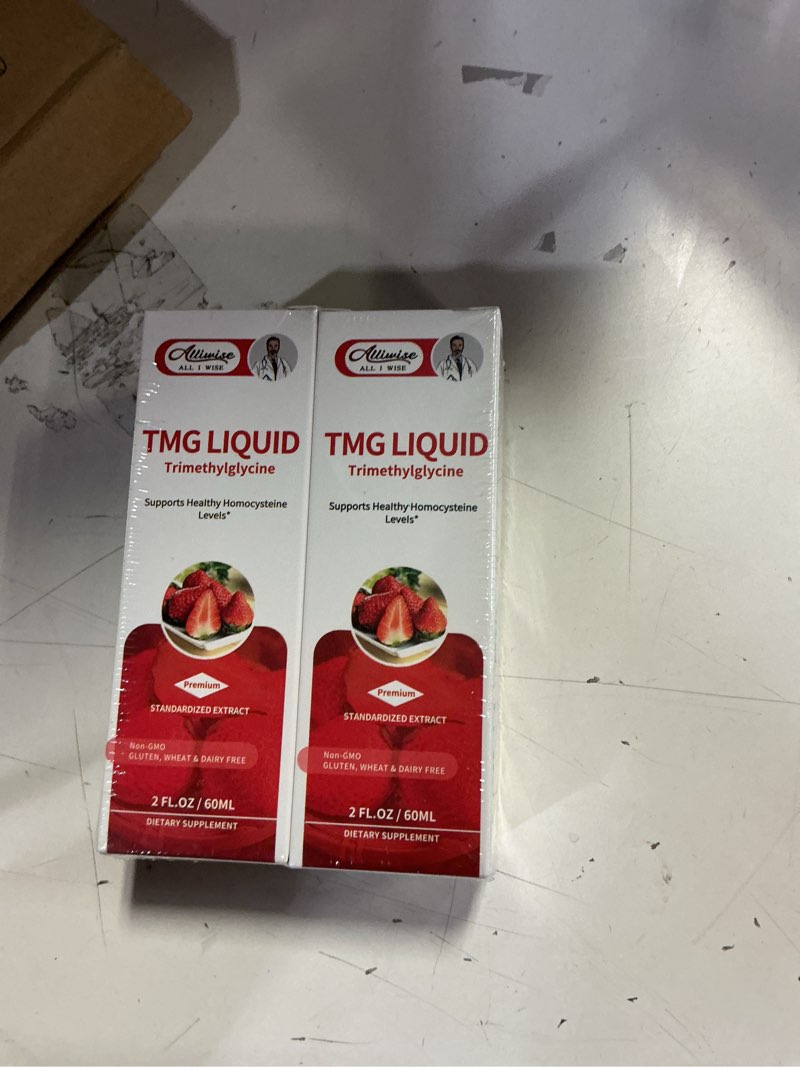 Alliwise
ALL I WISE
TMG LIQUID
Trimethylglycine
Supports Healthy Homocysteine
Levels*
Premium
STANDARDIZED EXTRACT
Non-GMO
GLUTEN, WHEAT & DAIRY FREE
2 FL.OZ / 60ML
DIETARY SUPPLEMENT
Alliwise
ALL I WISE
TMG LIQUID
Trimethylglycine
Supports Healthy Homocysteine
Levels*
Premium
STANDARDIZED EXTRACT
Non-GMO
GLUTEN, WHEAT & DAIRY FREE
2 FL.OZ / 60ML
DIETARY SUPPLEMENT